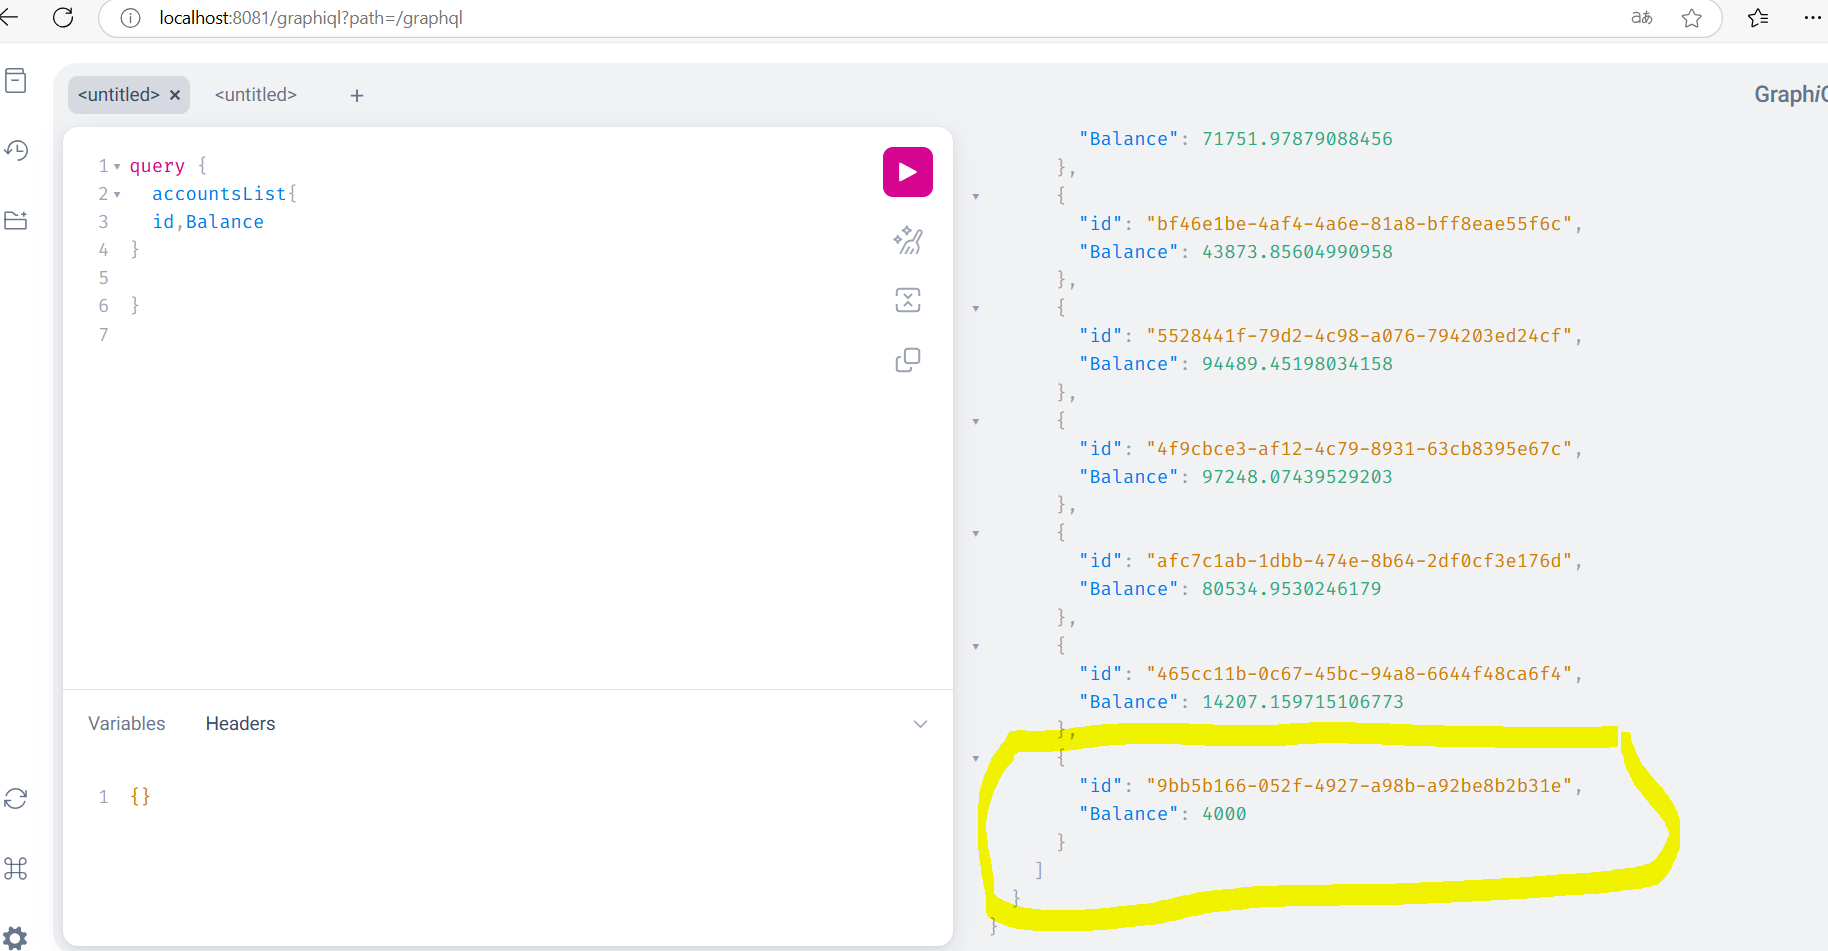 localhost:8081/graphiql?path=/graphql
aあ
<untitled> × <untitled> +
GraphiQ
1 query {
2 accountsList{
3 id,Balance
4 }
5
6 }
7
Variables Headers
1 {}
"Balance": 71751.97879088456
},
{
"id": "bf46e1be-4af4-4a6e-81a8-bff8eae55f6c",
"Balance": 43873.85604990958
},
{
"id": "5528441f-79d2-4c98-a076-794203ed24cf",
"Balance": 94489.45198034158
},
{
"id": "4f9cbce3-af12-4c79-8931-63cb8395e67c",
"Balance": 97248.07439529203
},
{
"id": "afc7c1ab-1dbb-474e-8b64-2df0cf3e176d",
"Balance": 80534.9530246179
},
{
"id": "465cc11b-0c67-45bc-94a8-6644f48ca6f4",
"Balance": 14207.159715106773
},
{
"id": "9bb5b166-052f-4927-a98b-a92be8b2b31e",
"Balance": 4000
}
]
}
}